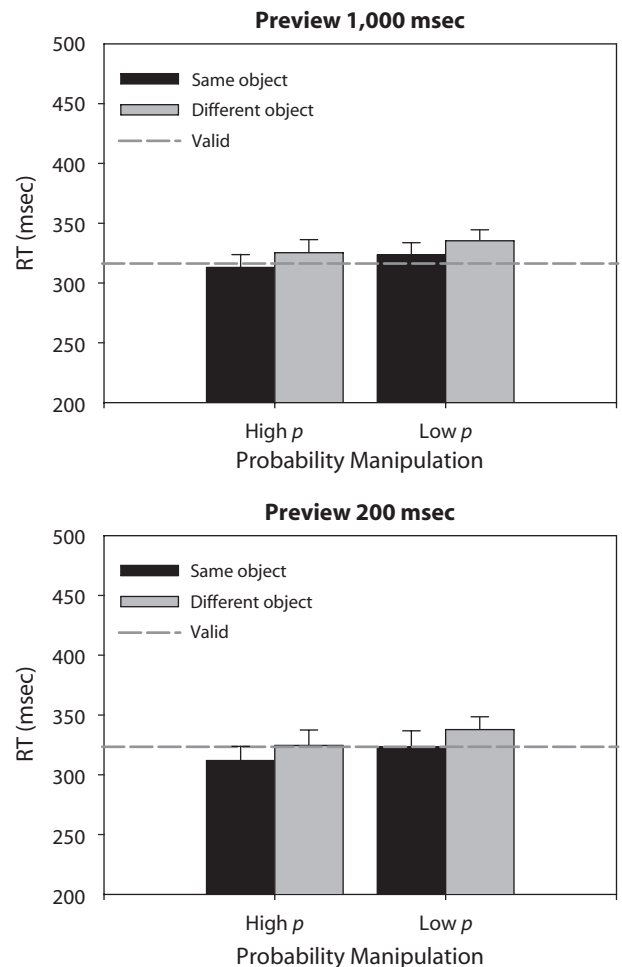 Preview 1,000 msec
500
450
400
350
300
250
200
RT (msec)
Same object
Different object
Valid
High p
Low p
Probability Manipulation
Preview 200 msec
500
450
400
350
300
250
200
RT (msec)
Same object
Different object
Valid
High p
Low p
Probability Manipulation